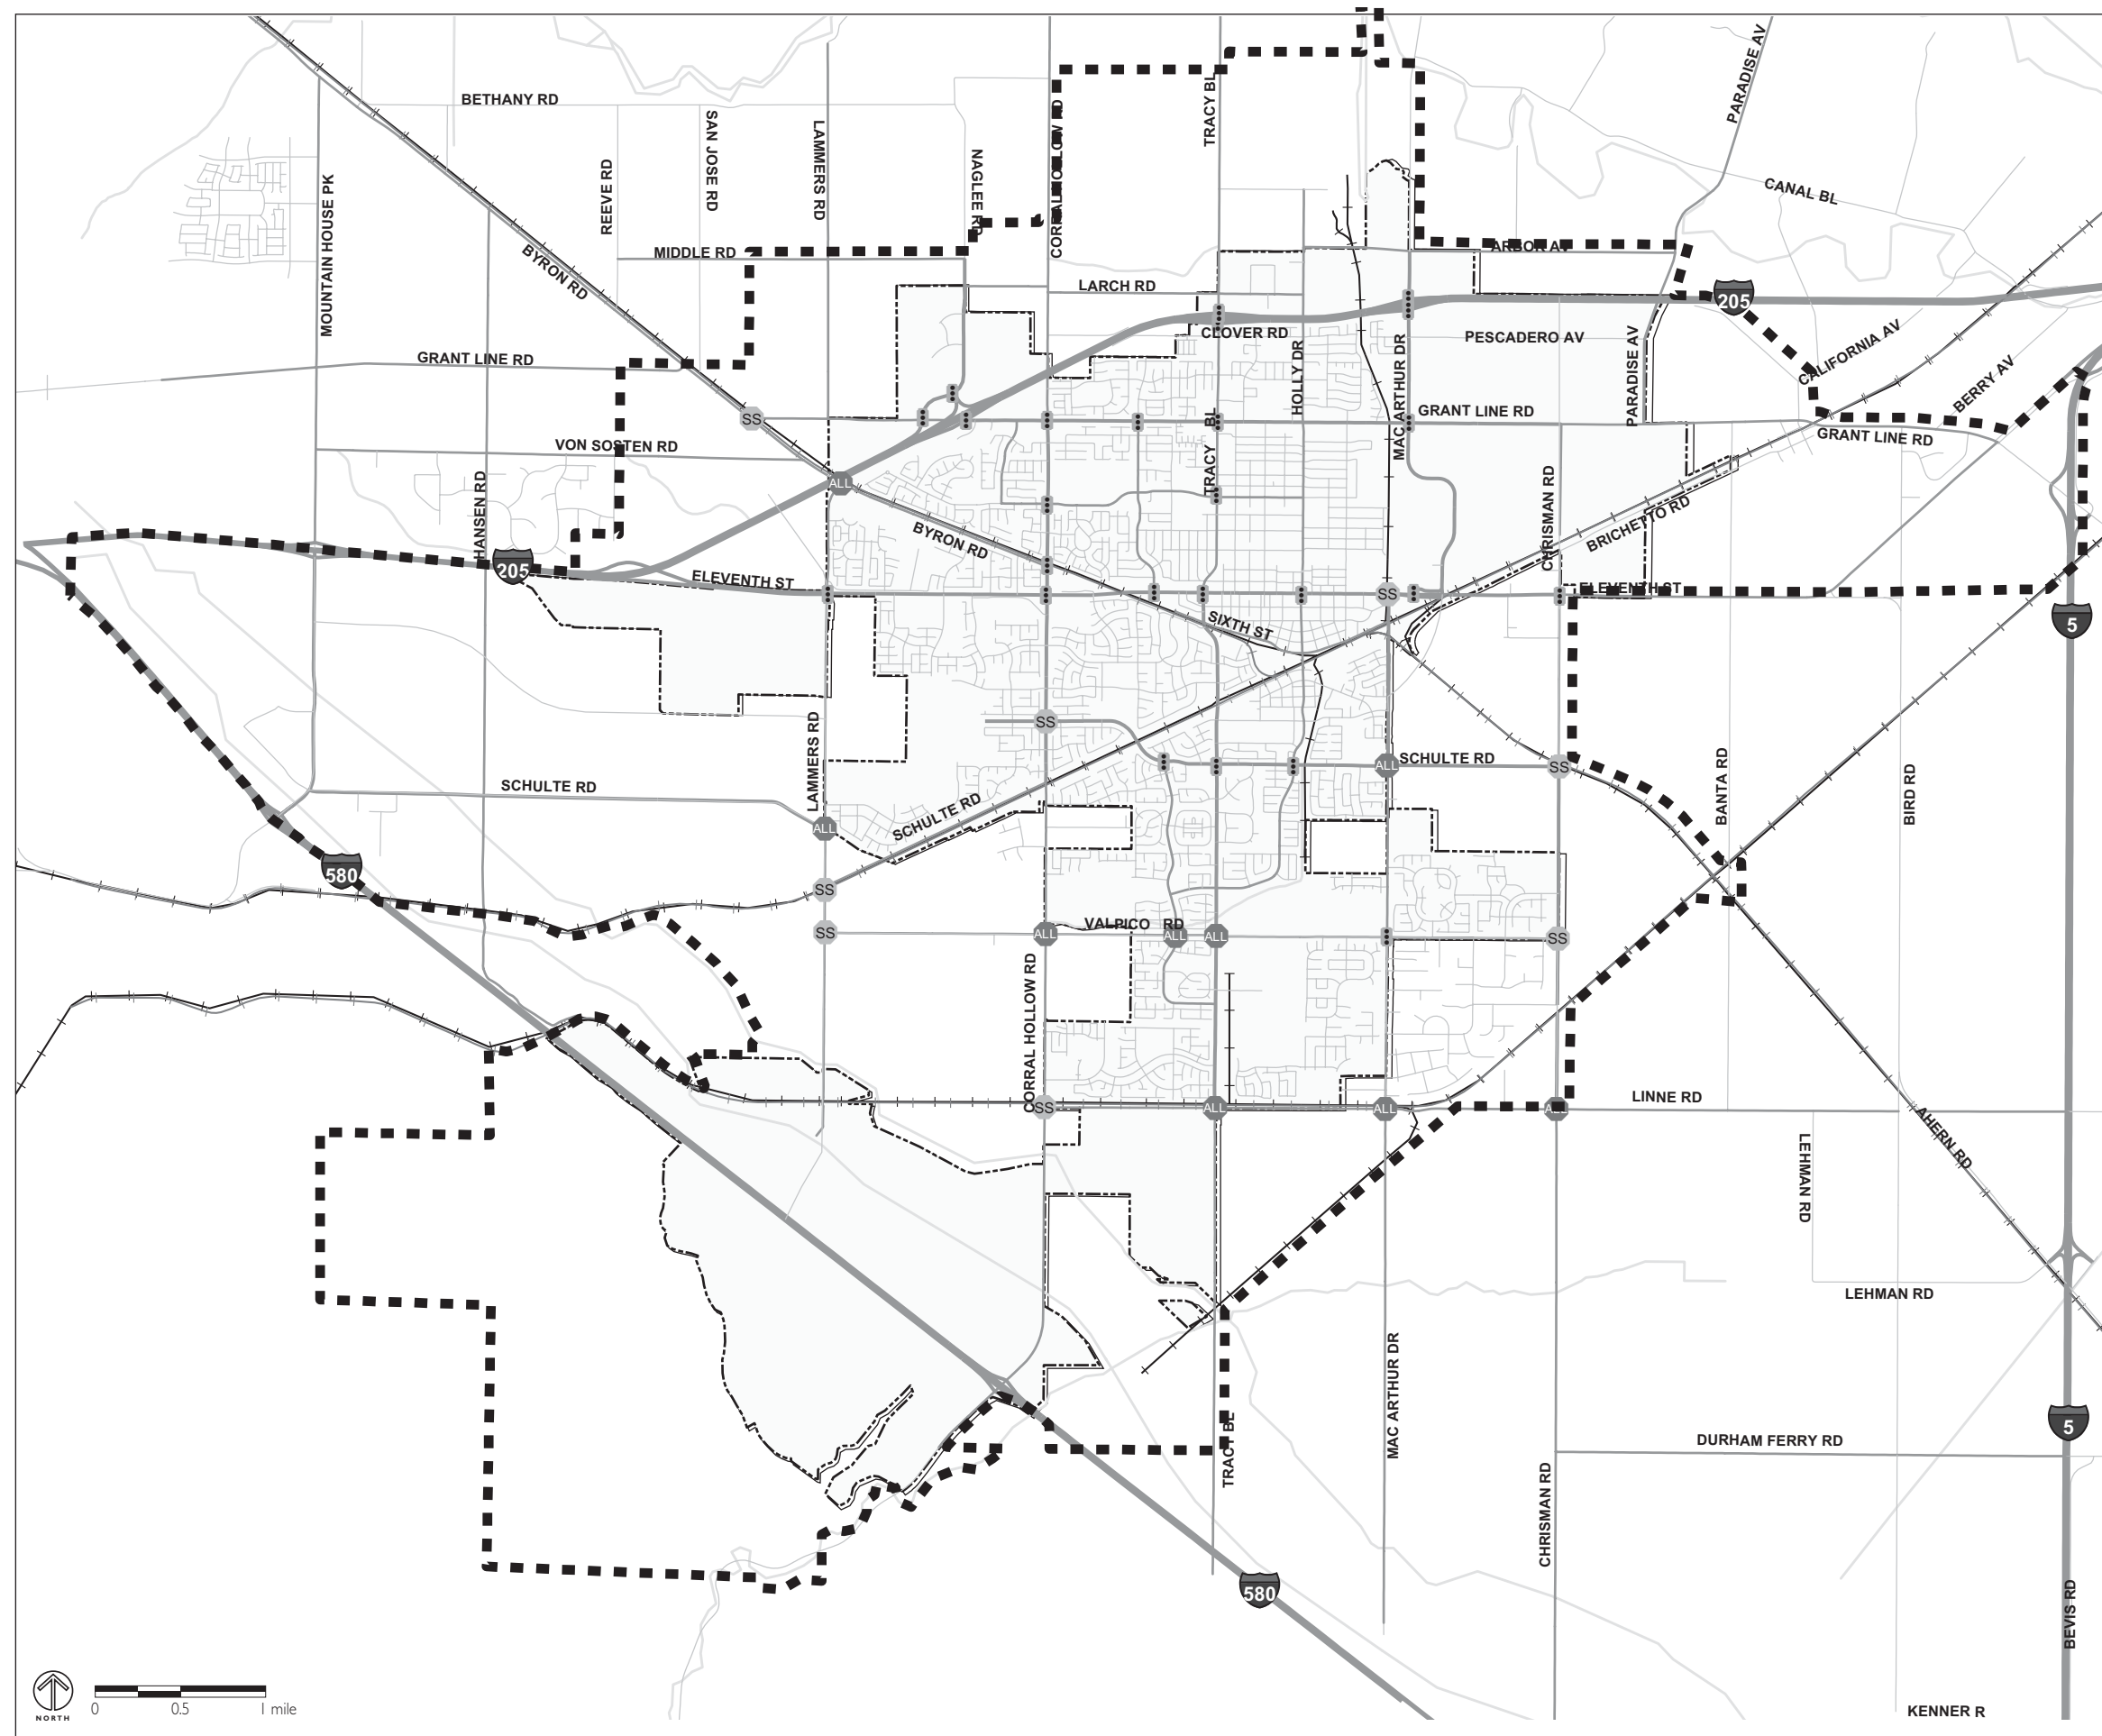 PARADISE AV
BETHANY RD
TRACY BL
SAN JOSE RD
LAMMERS RD
CORRAL HOLLOW RD
NAGLEE RD
REEVE RD
MOUNTAIN HOUSE PK
CANAL BL
MIDDLE RD
ARBOR AV
BYRON RD
LARCH RD
205
CLOVER RD
PESCADERO AV
GRANT LINE RD
HOLLY DR
MAC ARTHUR DR
PARADISE AV
CALIFORNIA AV
BERRY AV
SS
GRANT LINE RD
GRANT LINE RD
VON SOSTEN RD
TRACY BL
ALL
HANSEN RD
CHRISMAN RD
BRICHETTO RD
BYRON RD
205
ELEVENTH ST
SS
ELEVENTH ST
SIXTH ST
5
SS
LAMMERS RD
SCHULTE RD
ALL
SS
BANTA RD
BIRD RD
SCHULTE RD
SCHULTE RD
ALL
580
SS
SS
ALL
VALPICO RD
ALL
ALL
SS
CORRAL HOLLOW RD
SS
ALL
ALL
ALL
LINNE RD
LEHMAN RD
AHERN RD
LEHMAN RD
MAC ARTHUR DR
TRACY BL
5
DURHAM FERRY RD
CHRISMAN RD
580
BEVIS RD
NORTH
0 0.5 1 mile
KENNER R